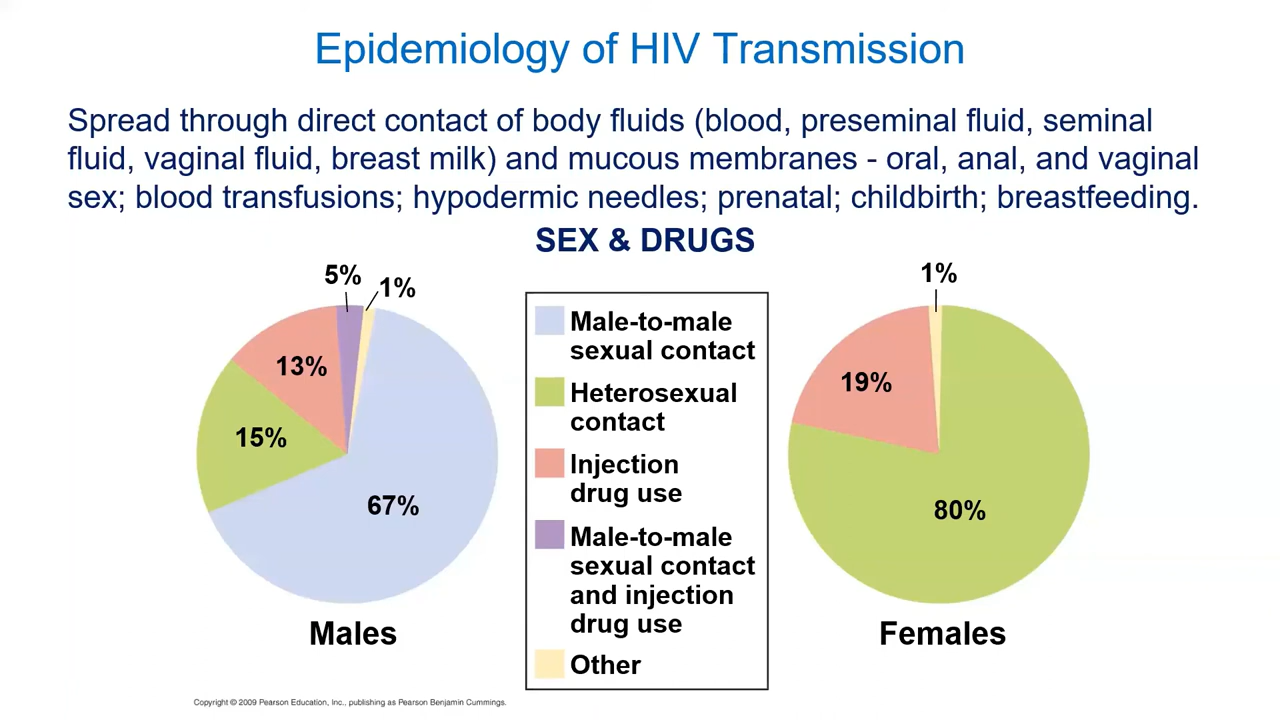 Epidemiology of HIV Transmission
Spread through direct contact of body fluids (blood, preseminal fluid, seminal
fluid, vaginal fluid, breast milk) and mucous membranes - oral, anal, and vaginal
sex; blood transfusions; hypodermic needles; prenatal; childbirth; breastfeeding.
SEX & DRUGS
5%
1%
13%
15%
67%
Males
Male-to-male
sexual contact
Heterosexual
contact
Injection
drug use
Male-to-male
sexual contact
and injection
drug use
Other
1%
19%
80%
Females
Copyright © 2009 Pearson Education, Inc., publishing as Pearson Benjamin Cummings.